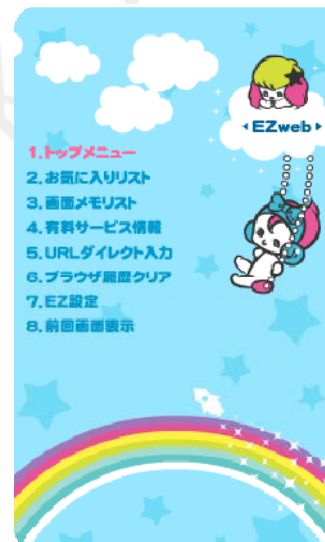 EZweb
1.トップメニュー
2.お気に入りリスト
3.画面メモリスト
4.有料サービス情報
5.URLダイレクト入力
6.ブラウザ履歴クリア
7.EZ設定
8.前回画面表示